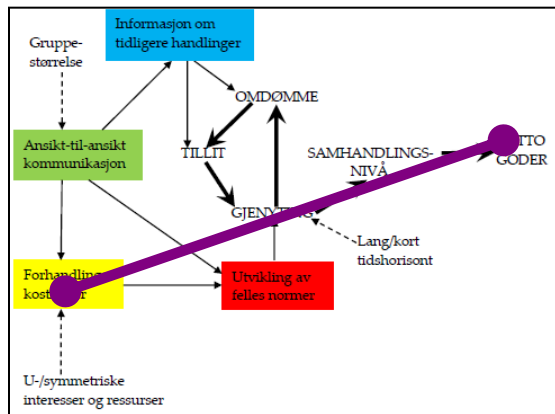 Informasjon om
tidligere handlinger
Gruppe-
størrelse
OMDØMME
Ansikt-til-ansikt
kommunikasjon
TILLIT
SAMHANDLINGS-
NIVÅ
GODER
Lang/kort
tidshorisont
Utvikling av
felles normer
U-/symmetriske
interesser og ressurser